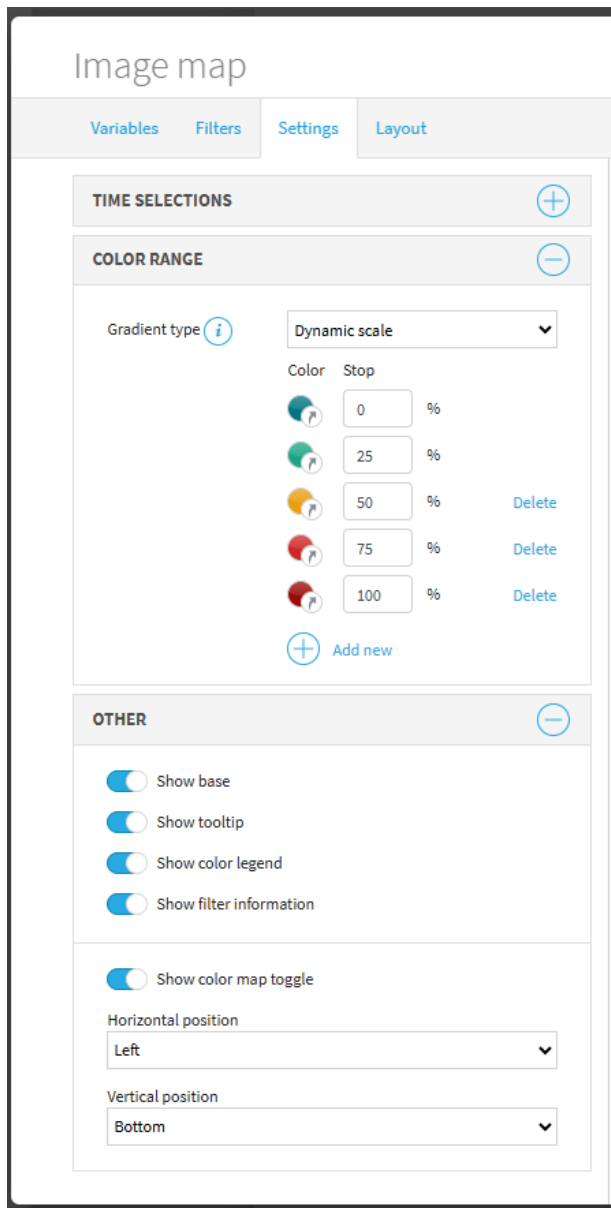 Image map
Variables Filters Settings Layout
TIME SELECTIONS
COLOR RANGE
Gradient type i Dynamic scale
Color Stop
0 %
25 %
50 % Delete
75 % Delete
100 % Delete
Add new
OTHER
Show base
Show tooltip
Show color legend
Show filter information
Show color map toggle
Horizontal position
Left
Vertical position
Bottom